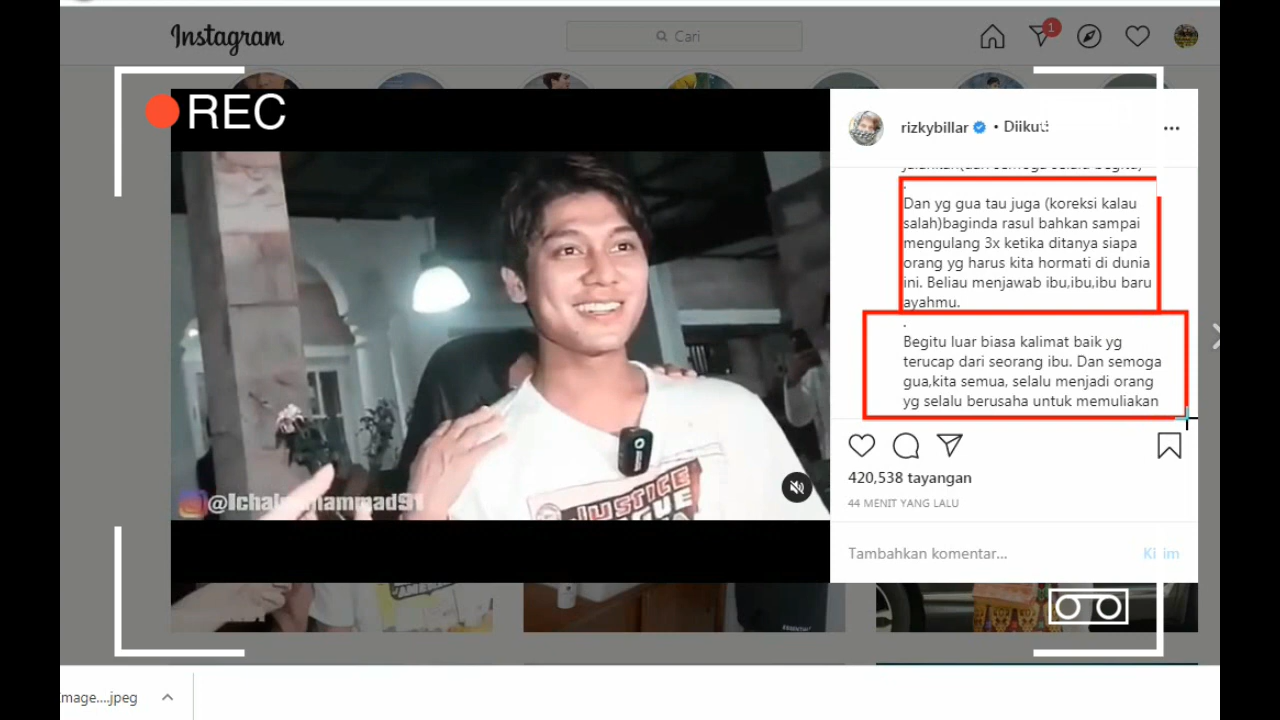 Instagram
Cari
1
REC
rizkybillar • Diikuti
Dan yg gua tau juga (koreksi kalau
salah)baginda rasul bahkan sampai
mengulang 3x ketika ditanya siapa
orang yg harus kita hormati di dunia
ini. Beliau menjawab ibu,ibu,ibu baru
ayahmu.
.
Begitu luar biasa kalimat baik yg
terucap dari seorang ibu. Dan semoga
gua,kita semua, selalu menjadi orang
yg selalu berusaha untuk memuliakan
420,538 tayangan
44 MENIT YANG LALU
Tambahkan komentar...
JUSTICE
mage....jpeg